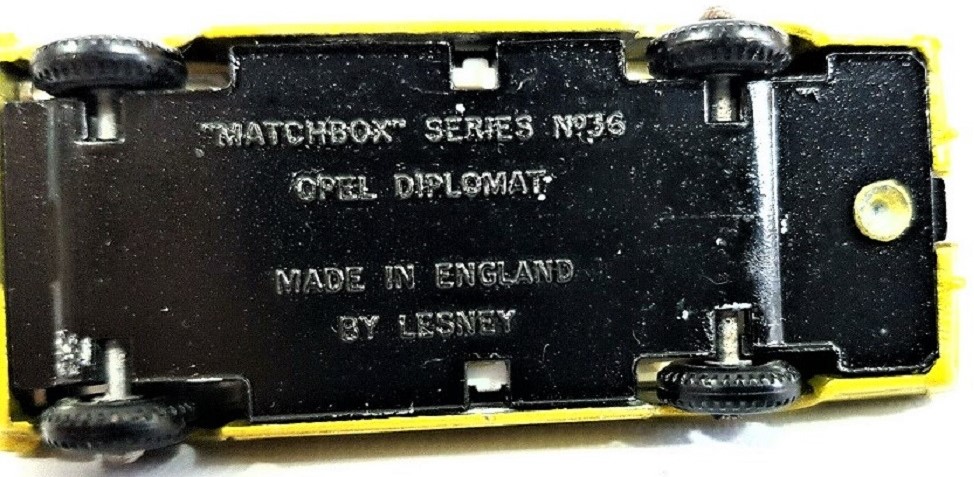 "MATCHBOX" SERIES Nº36
OPEL DIPLOMAT
MADE IN ENGLAND
BY LESNEY